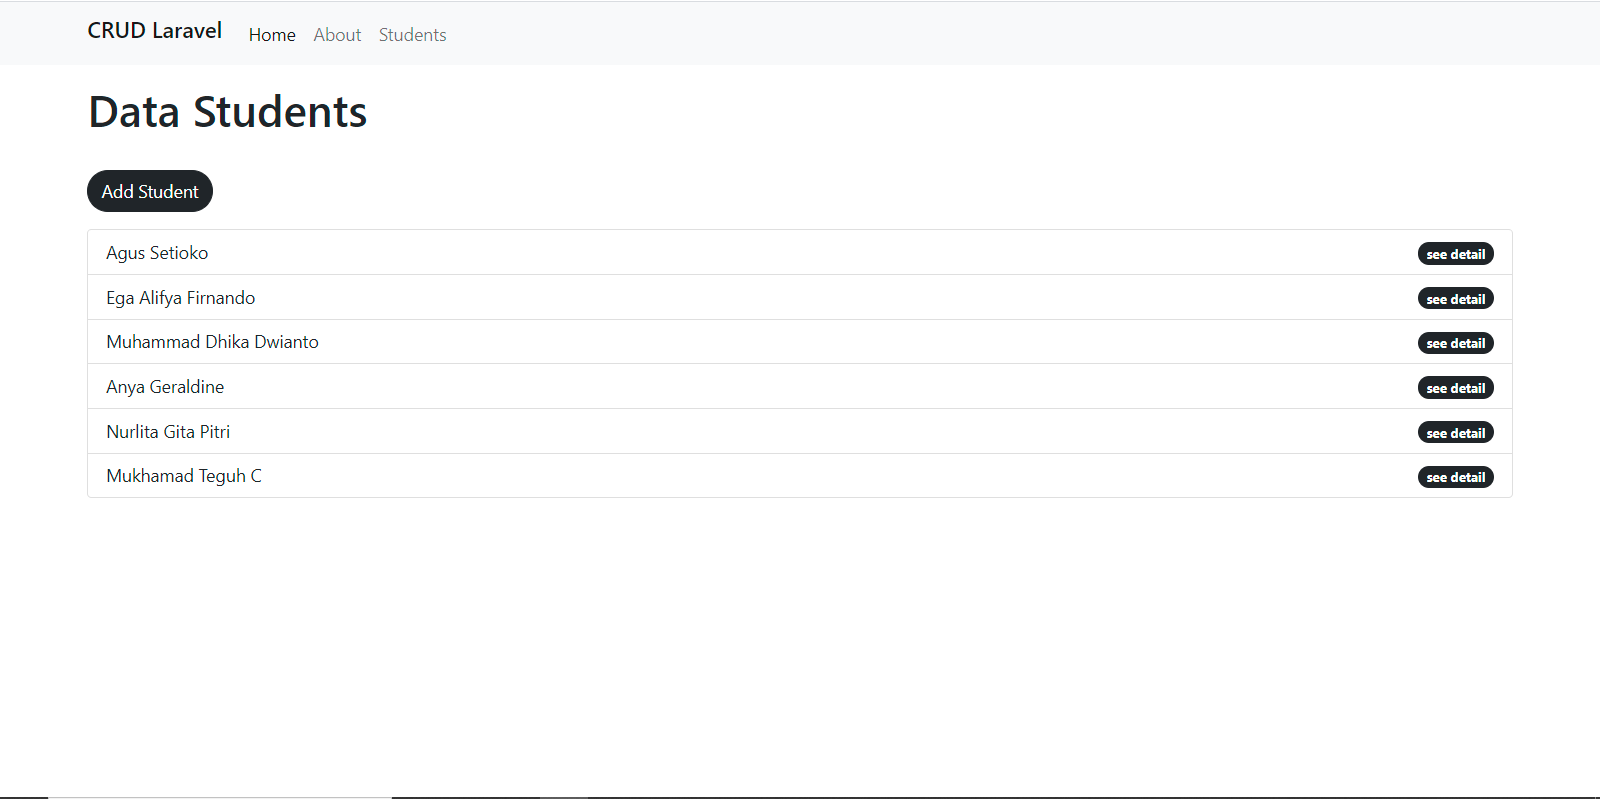 CRUD Laravel Home About Students
Data Students
Add Student
Agus Setioko see detail
Ega Alifya Firnando see detail
Muhammad Dhika Dwianto see detail
Anya Geraldine see detail
Nurlita Gita Pitri see detail
Mukhamad Teguh C see detail